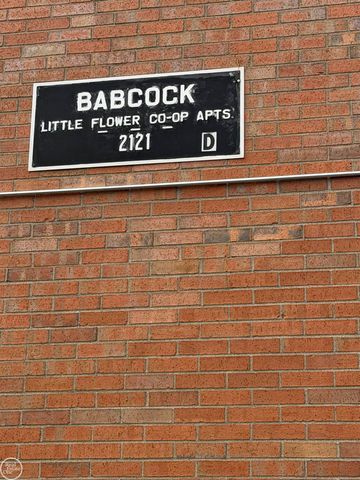 BABCOCK
LITTLE FLOWER CO-OP APTS.
2121 D